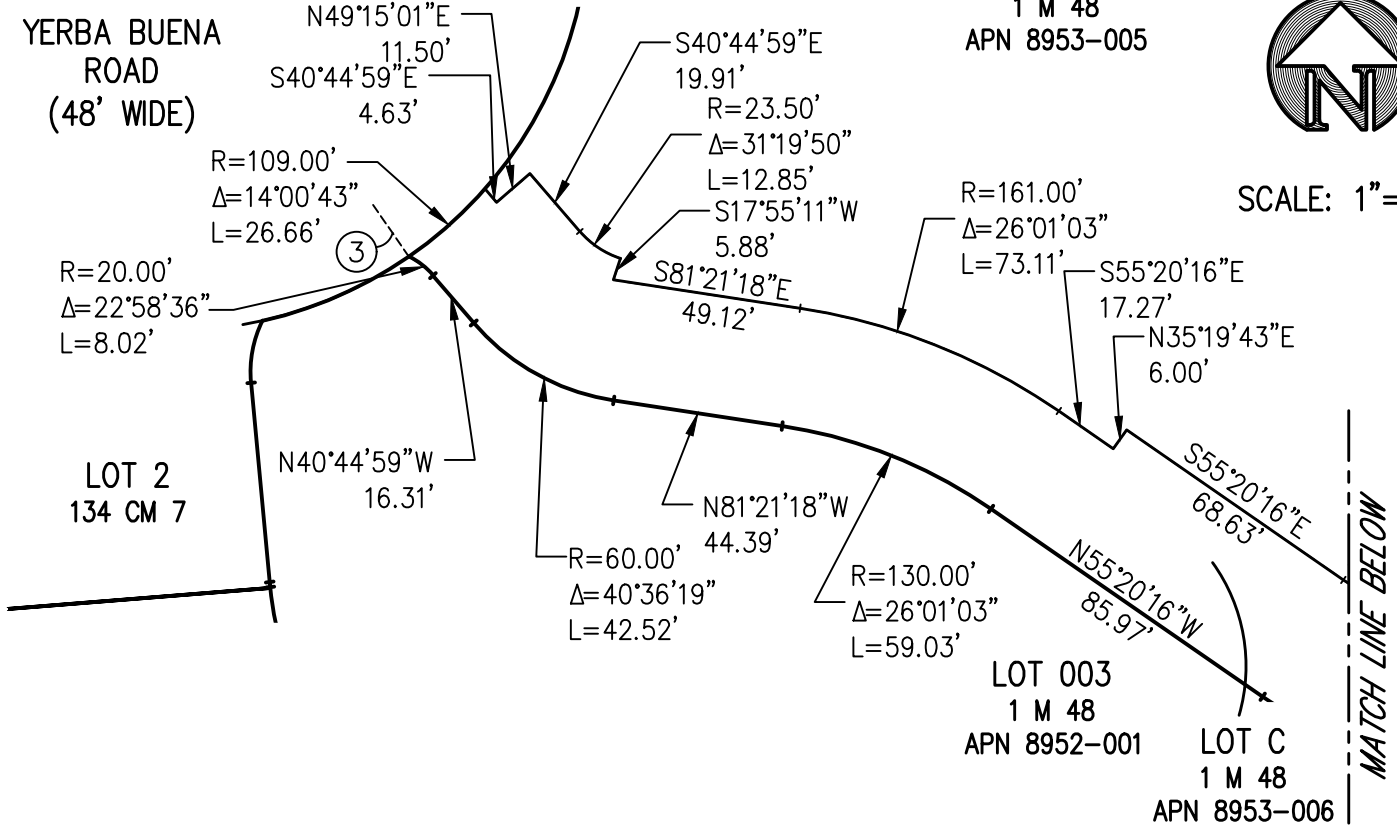 YERBA BUENA
ROAD
(48' WIDE)
N49°15'01"E
11.50'
S40°44'59"E
4.63'
S40°44'59"E
19.91'
R=23.50'
Δ=31°19'50"
L=12.85'
S17°55'11"W
5.88'
1 M 48
APN 8953-005
N
SCALE: 1"=
R=109.00'
Δ=14°00'43"
L=26.66'
3
R=20.00'
Δ=22°58'36"
L=8.02'
S81°21'18"E
49.12'
R=161.00'
Δ=26°01'03"
L=73.11'
S55°20'16"E
17.27'
N35°19'43"E
6.00'
S55°20'16"E
68.63'
LOT 2
134 CM 7
N40°44'59"W
16.31'
R=60.00'
Δ=40°36'19"
L=42.52'
N81°21'18"W
44.39'
R=130.00'
Δ=26°01'03"
L=59.03'
N55°20'16"W
85.97'
LOT 003
1 M 48
APN 8952-001
LOT C
1 M 48
APN 8953-006
MATCH LINE BELOW